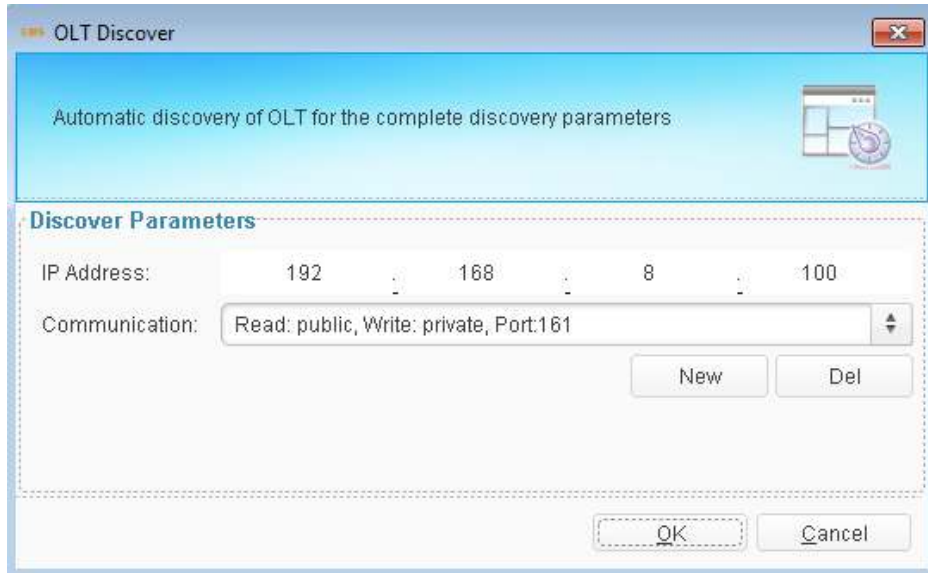 OLT Discover
Automatic discovery of OLT for the complete discovery parameters
Discover Parameters
IP Address: 192 . 168 . 8 . 100
Communication: Read: public, Write: private, Port:161
New Del
OK Cancel